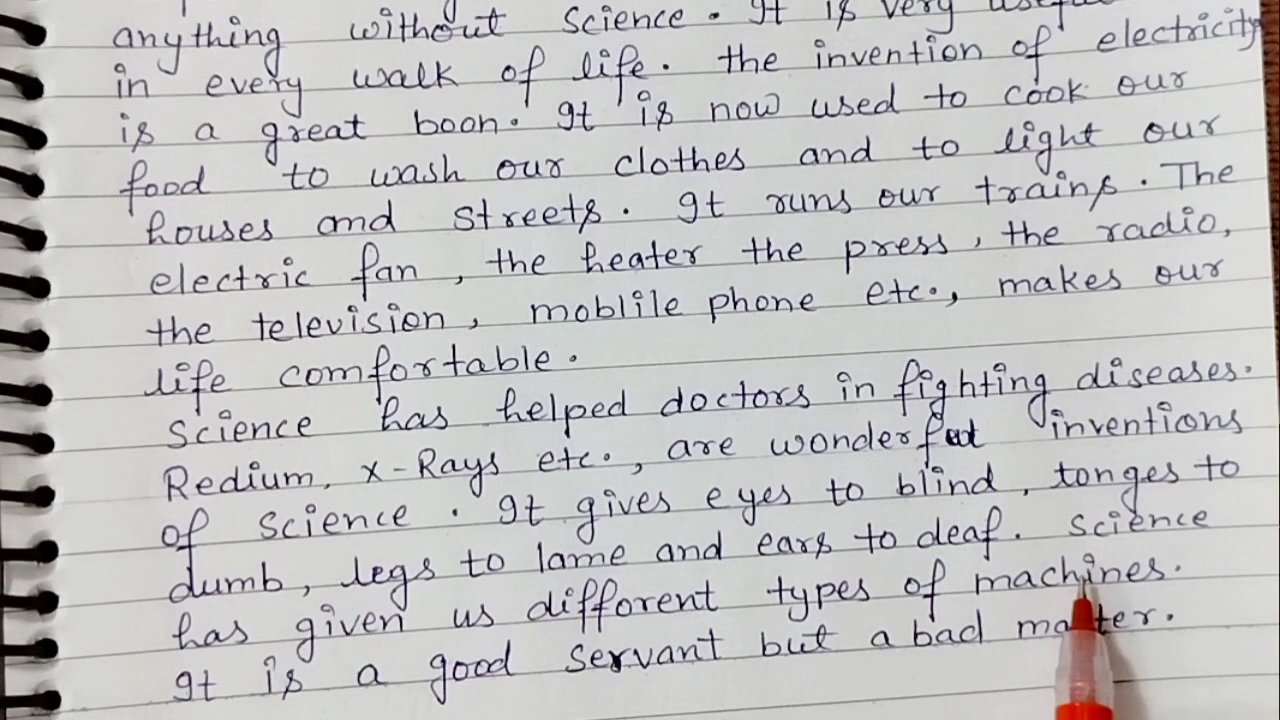 anything without science. It is very
in every walk of life. the invention of electricity
is a great boon. It is now used to cook our
food to wash our clothes and to light our
houses and streets. It runs our trains. The
electric fan, the heater the press, the radio,
the television, moblile phone etc., makes our
life comfortable.
Science has helped doctors in fighting diseases.
Redium, x-Rays etc., are wonderful inventions
of science. It gives eyes to blind, tonges to
dumb, legs to lame and ears to deaf. Science
has given us different types of machines.
It is a good servant but a bad